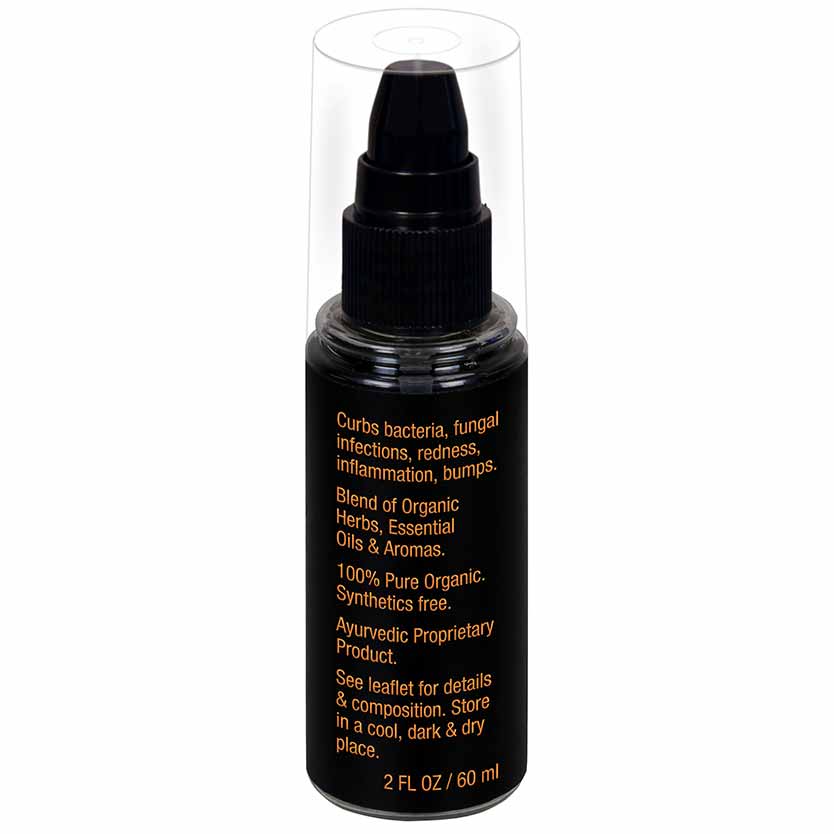 Curbs bacteria, fungal
infections, redness,
inflammation, bumps.
Blend of Organic
Herbs, Essential
Oils & Aromas.
100% Pure Organic.
Synthetics free.
Ayurvedic Proprietary
Product.
See leaflet for details
& composition. Store
in a cool, dark & dry
place.
2 FL OZ / 60 ml